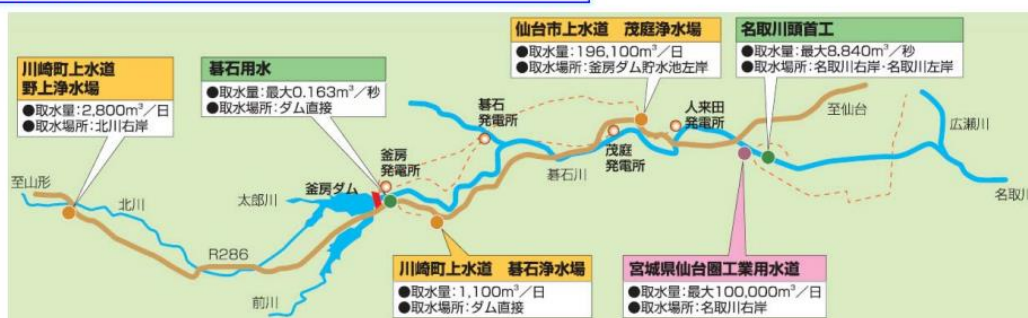 川崎町上水道
野上浄水場
●取水量:2,800m³/日
●取水場所:北川右岸
碁石用水
●取水量:最大0.163m³/秒
●取水場所:ダム直接
仙台市上水道 茂庭浄水場
●取水量:196,100m³/日
●取水場所:釜房ダム貯水池左岸
名取川頭首工
●取水量:最大8,840m³/秒
●取水場所:名取川右岸・名取川左岸
至山形
北川
R286
太郎川
前川
釜房ダム
釜房
発電所
碁石
発電所
碁石川
茂庭
発電所
人来田
発電所
至仙台
広瀬川
名取川
川崎町上水道 碁石浄水場
●取水量:1,100m³/日
●取水場所:ダム直接
宮城県仙台圏工業用水道
●取水量:最大100,000m³/日
●取水場所:名取川右岸